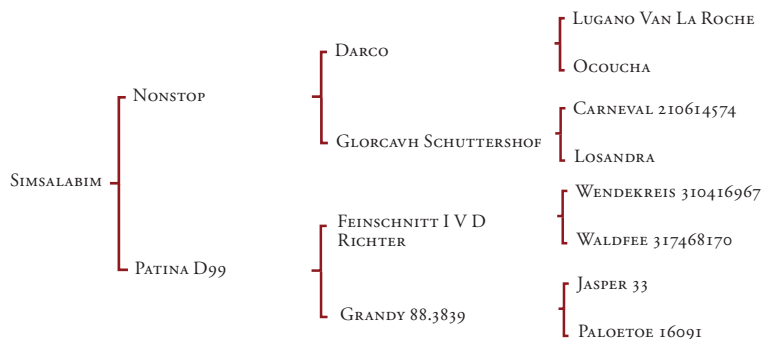 Lugano Van La Roche
Darco
Ocoucha
Nonstop
Carneval 210614574
Glorcavh Schuttershof
Losandra
Simsalabim
Wendekreis 310416967
Feinschnitt I V D
Richter
Waldfee 317468170
Patina D99
Jasper 33
Grandy 88.3839
Paloetoe 16091